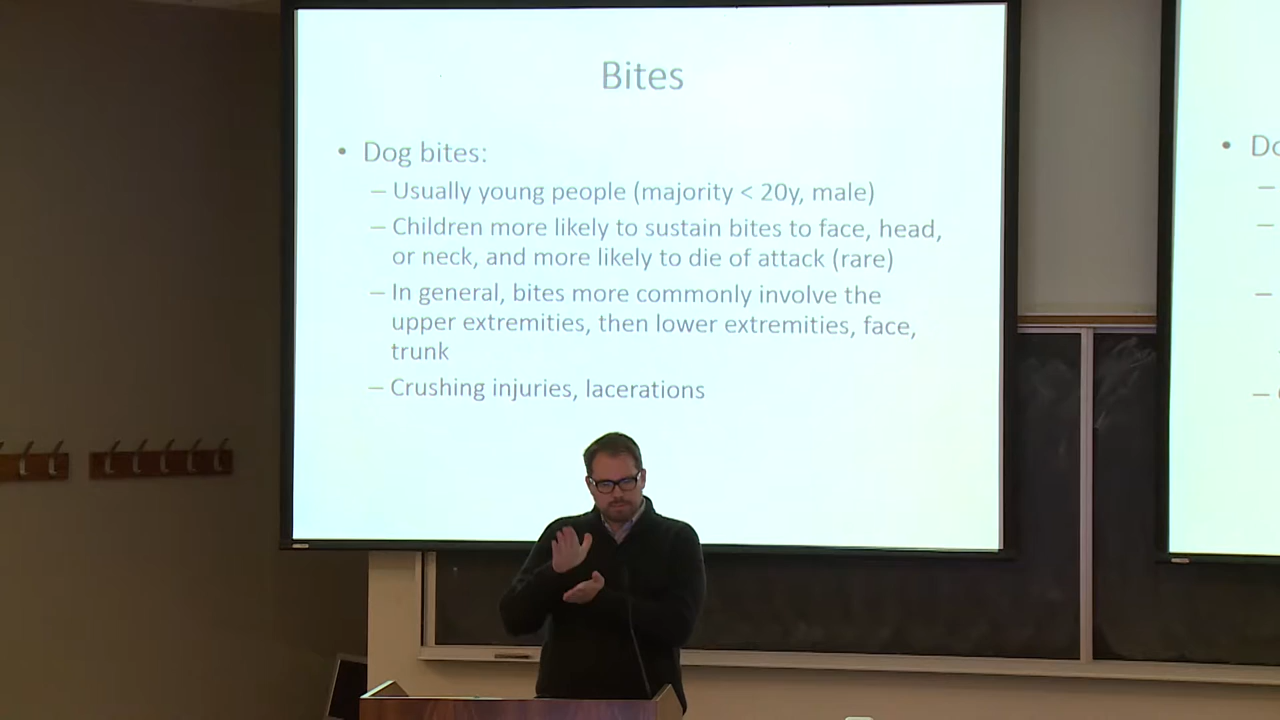 Bites
• Dog bites:
– Usually young people (majority < 20y, male)
– Children more likely to sustain bites to face, head,
or neck, and more likely to die of attack (rare)
– In general, bites more commonly involve the
upper extremities, then lower extremities, face,
trunk
– Crushing injuries, lacerations
• Do